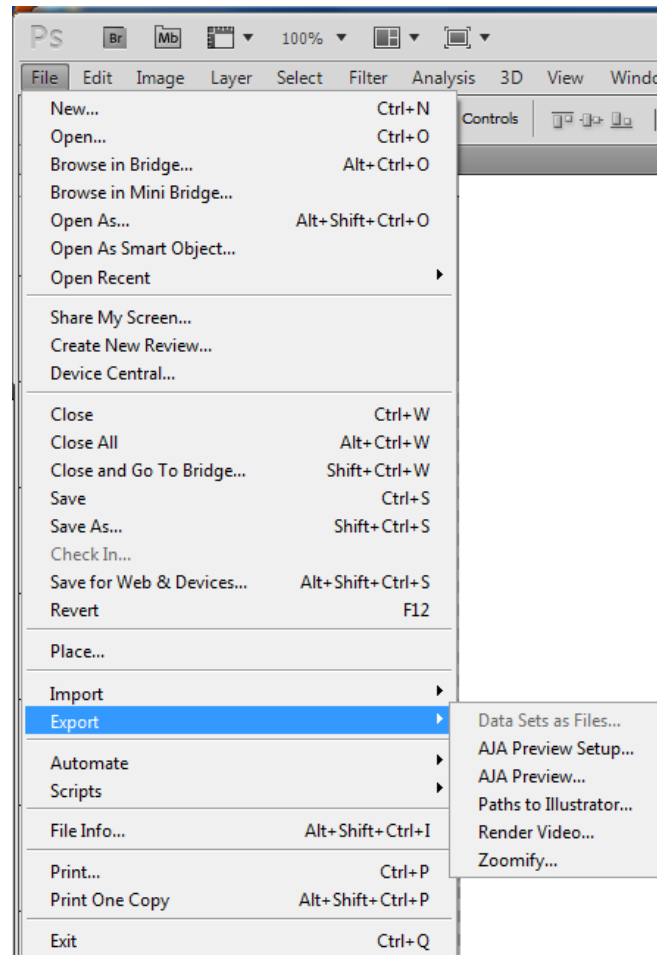 Ps Br Mb 100%
File Edit Image Layer Select Filter Analysis 3D View
Controls
New... Ctrl+N
Open... Ctrl+O
Browse in Bridge... Alt+Ctrl+O
Browse in Mini Bridge...
Open As... Alt+Shift+Ctrl+O
Open As Smart Object...
Open Recent
Share My Screen...
Create New Review...
Device Central...
Close Ctrl+W
Close All Alt+Ctrl+W
Close and Go To Bridge... Shift+Ctrl+W
Save Ctrl+S
Save As... Shift+Ctrl+S
Check In...
Save for Web & Devices... Alt+Shift+Ctrl+S
Revert F12
Place...
Import
Export
Data Sets as Files...
AJA Preview Setup...
AJA Preview...
Paths to Illustrator...
Render Video...
Zoomify...
Automate
Scripts
File Info... Alt+Shift+Ctrl+I
Print... Ctrl+P
Print One Copy Alt+Shift+Ctrl+P
Exit Ctrl+Q